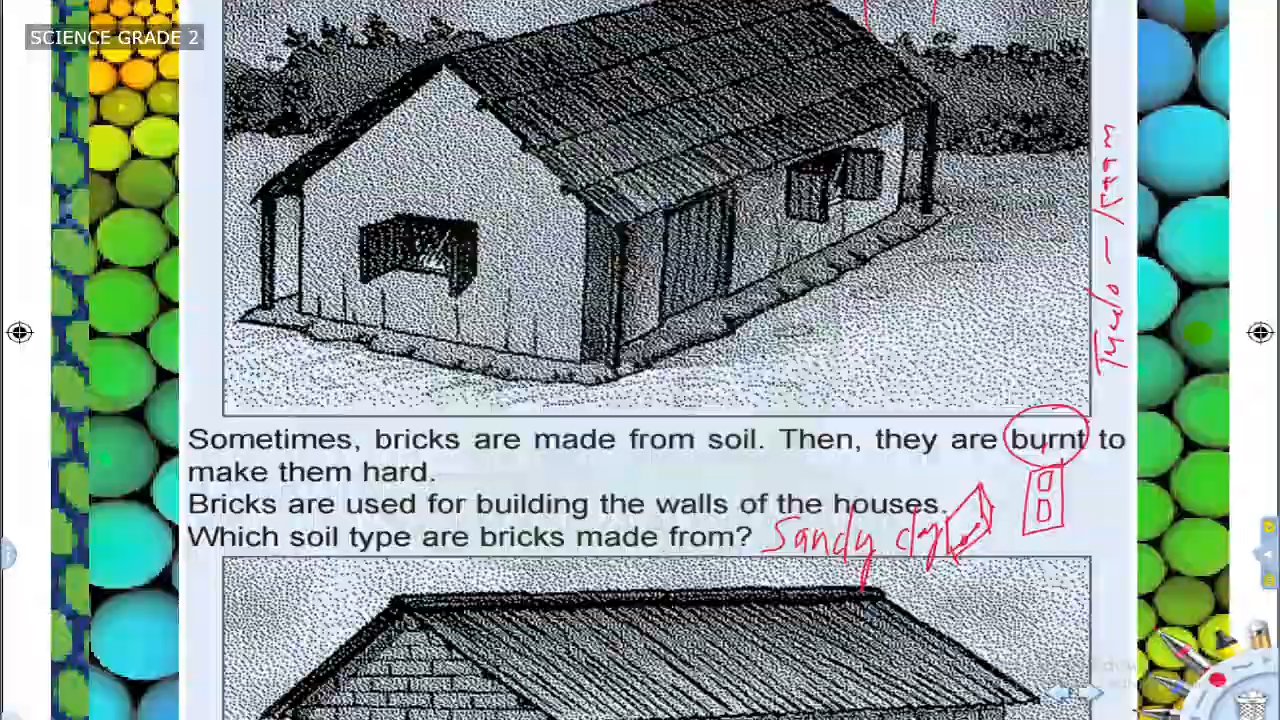 SCIENCE GRADE 2
Sometimes, bricks are made from soil. Then, they are burnt to
make them hard.
Bricks are used for building the walls of the houses.
Which soil type are bricks made from? Sandy clay